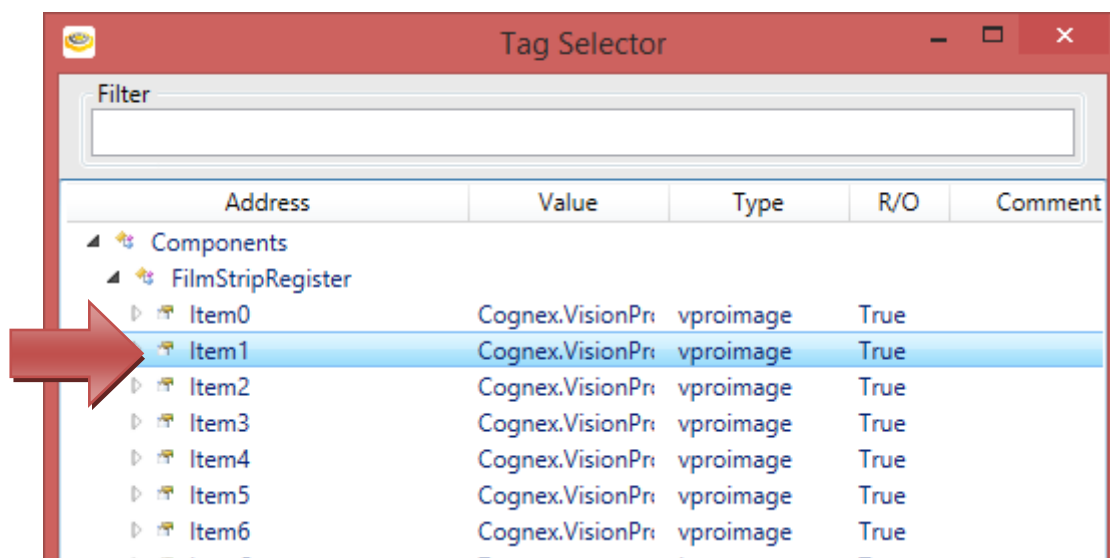 Tag Selector
Filter
Address Value Type R/O Comment
Components
FilmStripRegister
Item0 Cognex.VisionPr vproimage True
Item1 Cognex.VisionPr vproimage True
Item2 Cognex.VisionPr vproimage True
Item3 Cognex.VisionPr vproimage True
Item4 Cognex.VisionPr vproimage True
Item5 Cognex.VisionPr vproimage True
Item6 Cognex.VisionPr vproimage True